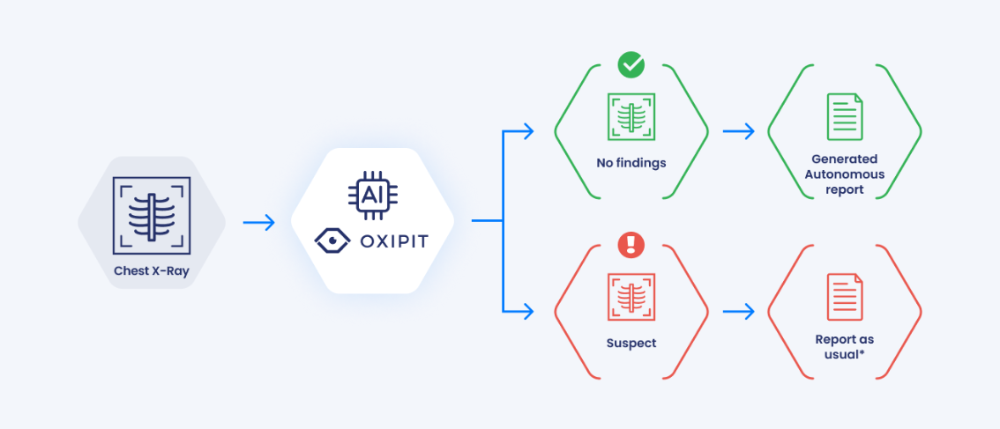 Chest X-Ray
AI
OXIPIT
No findings
Generated
Autonomous
report
Suspect
Report as
usual*